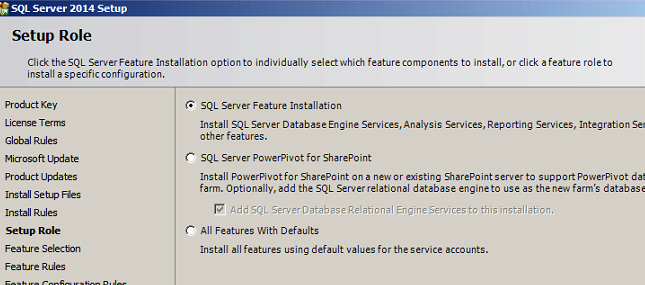 SQL Server 2014 Setup
Setup Role
Click the SQL Server Feature Installation option to individually select which feature components to install, or click a feature role to
install a specific configuration.
Product Key
License Terms
Global Rules
Microsoft Update
Product Updates
Install Setup Files
Install Rules
Setup Role
Feature Selection
Feature Rules
Feature Configuration Rules
SQL Server Feature Installation
Install SQL Server Database Engine Services, Analysis Services, Reporting Services, Integration Ser
other features.
SQL Server PowerPivot for SharePoint
Install PowerPivot for SharePoint on a new or existing SharePoint server to support PowerPivot dat
farm. Optionally, add the SQL Server relational database engine to use as the new farm's database
Add SQL Server Database Relational Engine Services to this installation.
All Features With Defaults
Install all features using default values for the service accounts.